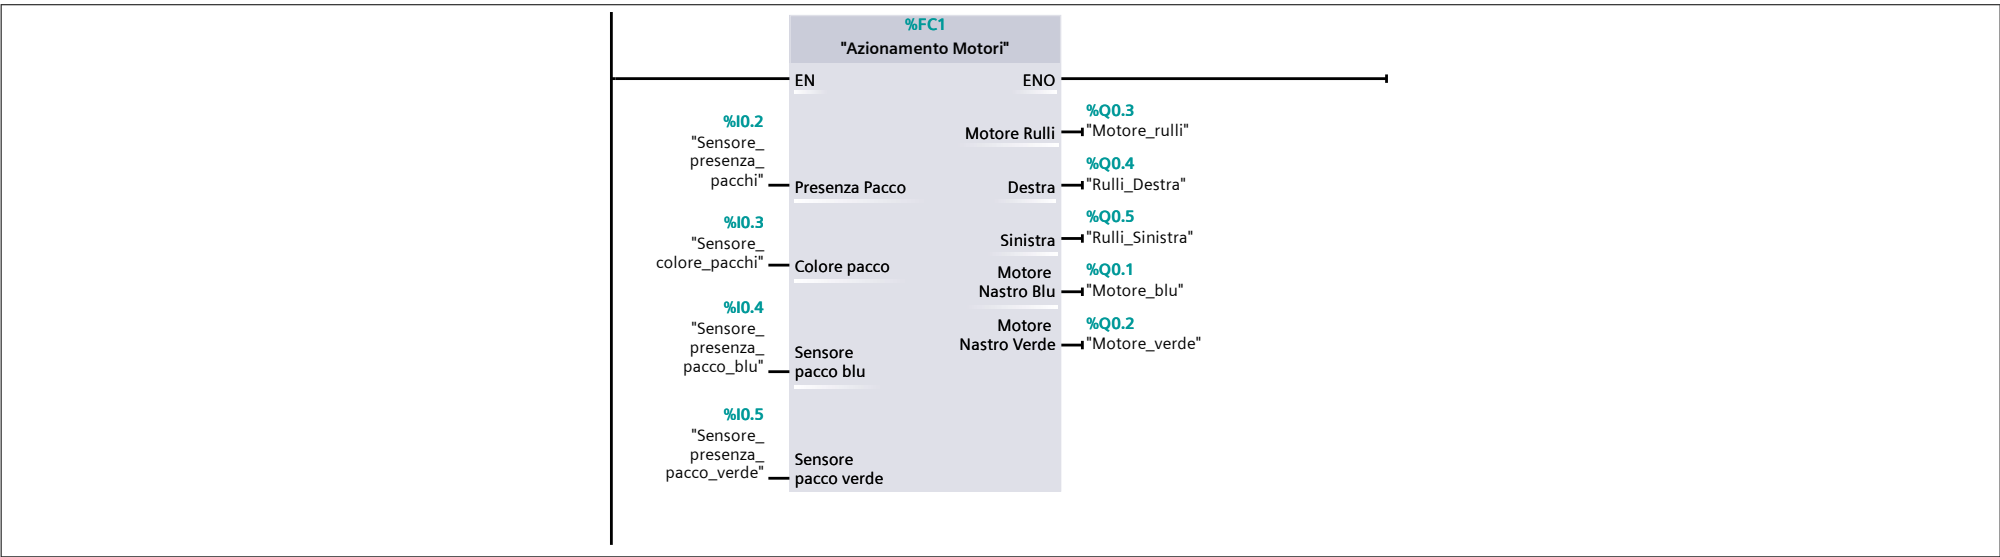 %FC1
"Azionamento Motori"
EN
ENO
%I0.2
"Sensore_
presenza_
pacchi"
Presenza Pacco
%I0.3
"Sensore_
colore_pacchi"
Colore pacco
%I0.4
"Sensore_
presenza_
pacco_blu"
Sensore
pacco blu
%I0.5
"Sensore_
presenza_
pacco_verde"
Sensore
pacco verde
Motore Rulli
%Q0.3
"Motore_rulli"
Destra
%Q0.4
"Rulli_Destra"
Sinistra
%Q0.5
"Rulli_Sinistra"
Motore
Nastro Blu
%Q0.1
"Motore_blu"
Motore
Nastro Verde
%Q0.2
"Motore_verde"